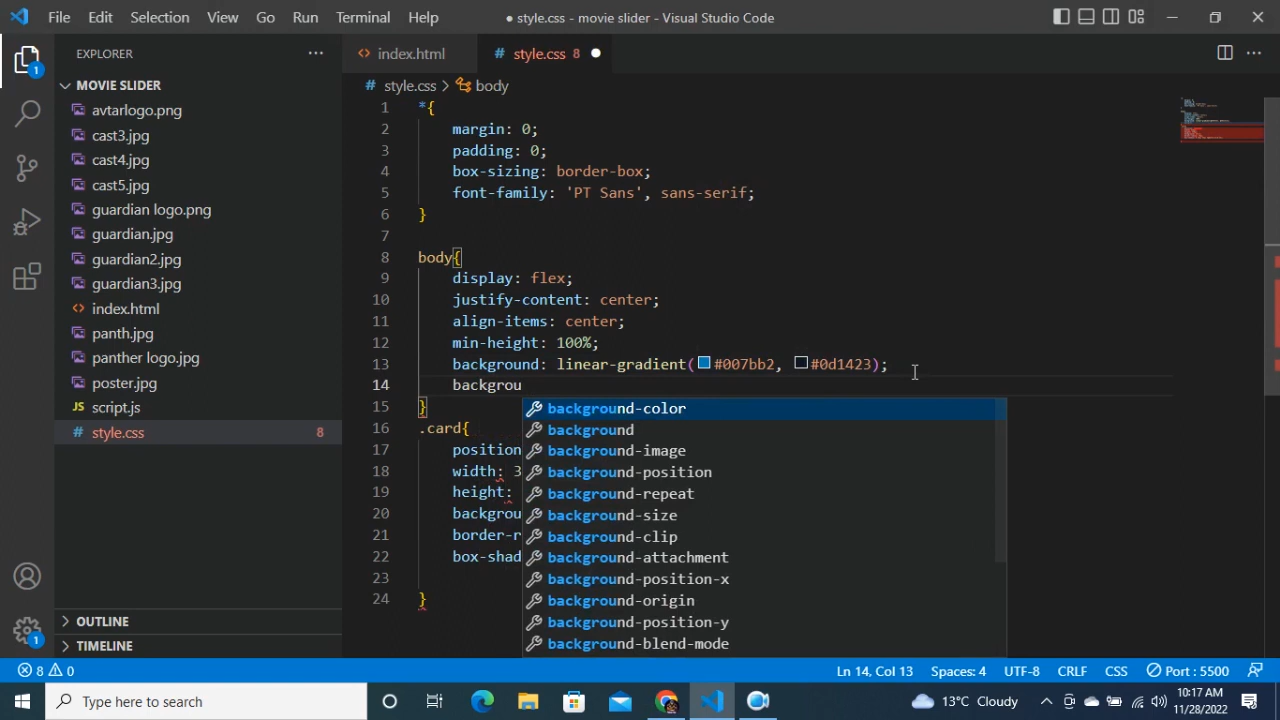 File Edit Selection View Go Run Terminal Help ● style.css - movie slider - Visual Studio Code
EXPLORER ···
index.html # style.css 8 ●
MOVIE SLIDER
# style.css > body
avtarlogo.png
cast3.jpg
cast4.jpg
cast5.jpg
guardian logo.png
guardian.jpg
guardian2.jpg
guardian3.jpg
<> index.html
panth.jpg
panther logo.jpg
poster.jpg
JS script.js
# style.css 8
OUTLINE
TIMELINE
1 *{
2 margin: 0;
3 padding: 0;
4 box-sizing: border-box;
5 font-family: 'PT Sans', sans-serif;
6 }
7
8 body{
9 display: flex;
10 justify-content: center;
11 align-items: center;
12 min-height: 100%;
13 background: linear-gradient(#007bb2, #0d1423);
14 backgrou
15 }
16 .card{
17 position
18 width: 3
19 height:
20 backgrou
21 border-r
22 box-shad
23
24 }
background-color
background
background-image
background-position
background-repeat
background-size
background-clip
background-attachment
background-position-x
background-origin
background-position-y
background-blend-mode
1
1
8 0 Ln 14, Col 13 Spaces: 4 UTF-8 CRLF CSS Port : 5500
Type here to search 13°C Cloudy 10:17 AM
11/28/2022